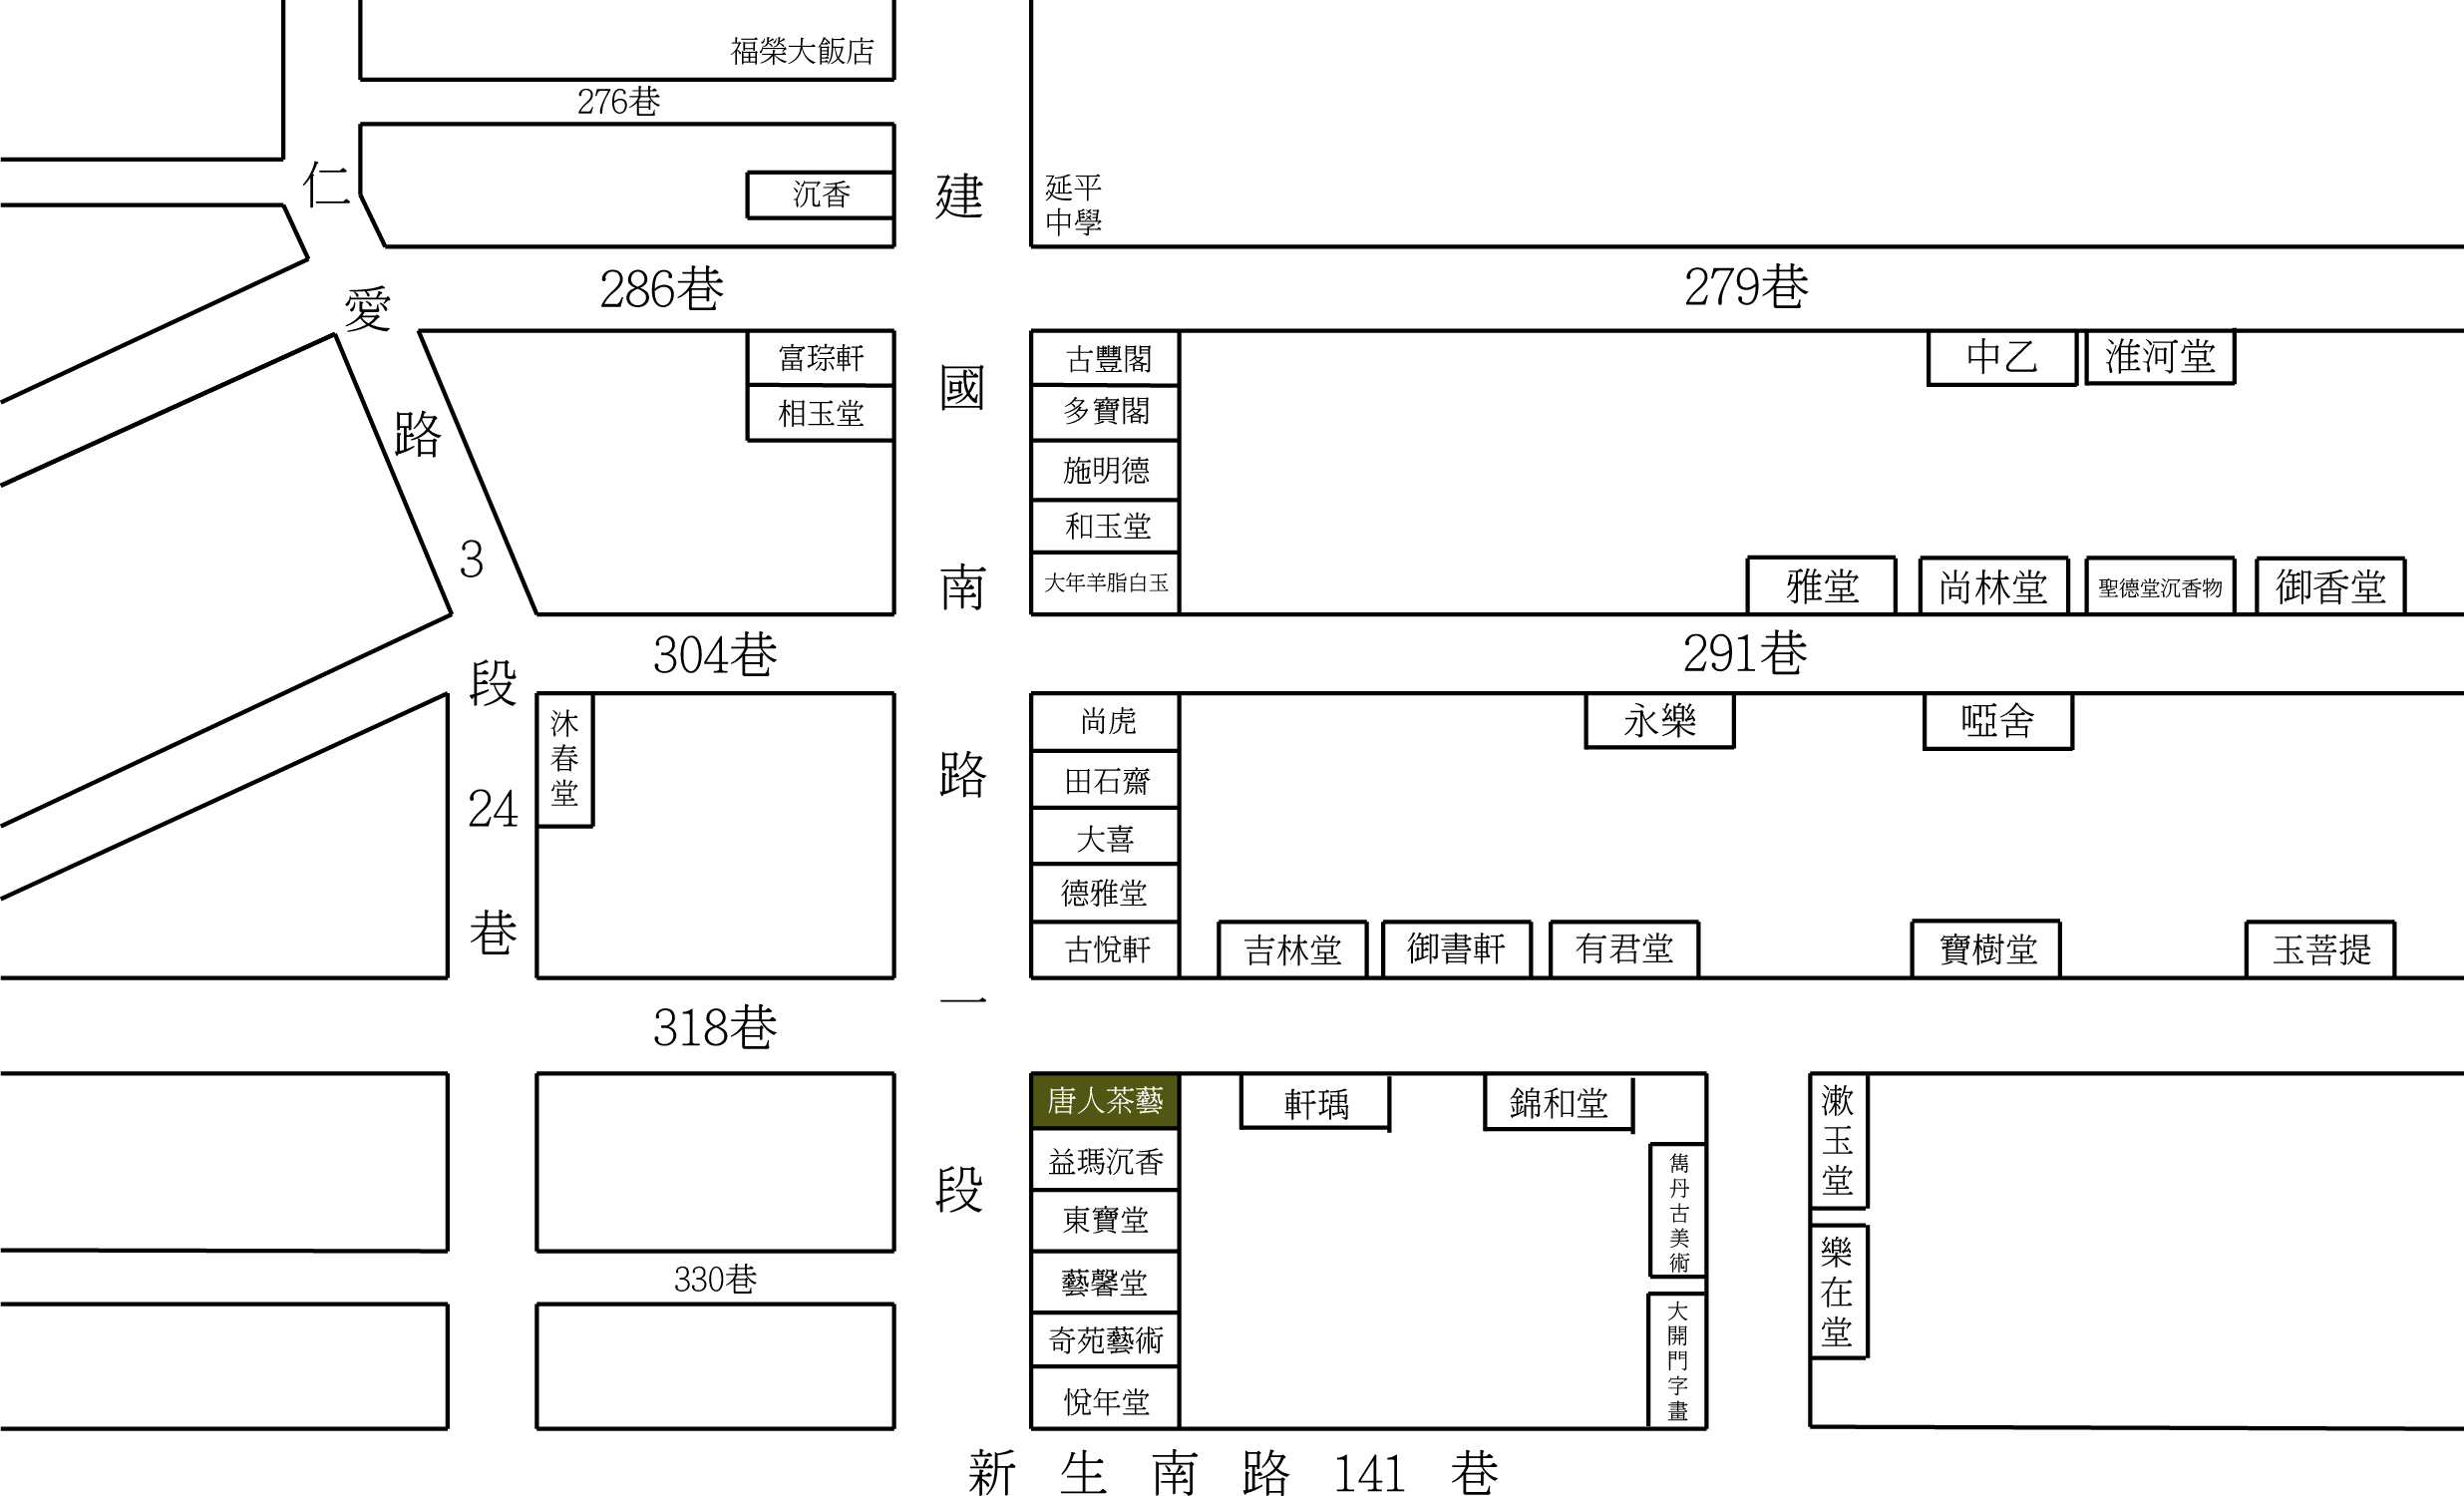 福榮大飯店
276巷
沉香
仁愛路3段24巷
建國南路一段
延平
中學
286巷
279巷
富琮軒
相玉堂
古豐閣
多寶閣
施明德
和玉堂
大年羊脂白玉
中乙
淮河堂
雅堂
尚林堂
聖德堂沉香物
御香堂
304巷
291巷
沐春堂
尚虎
田石齋
大喜
德雅堂
古悅軒
永樂
啞舍
吉林堂
御書軒
有君堂
寶樹堂
玉菩提
318巷
唐人茶藝
益瑪沉香
東寶堂
藝馨堂
奇苑藝術
悅年堂
軒瑀
錦和堂
雋丹古美術
大開門字畫
漱玉堂
樂在堂
330巷
新生南路141巷